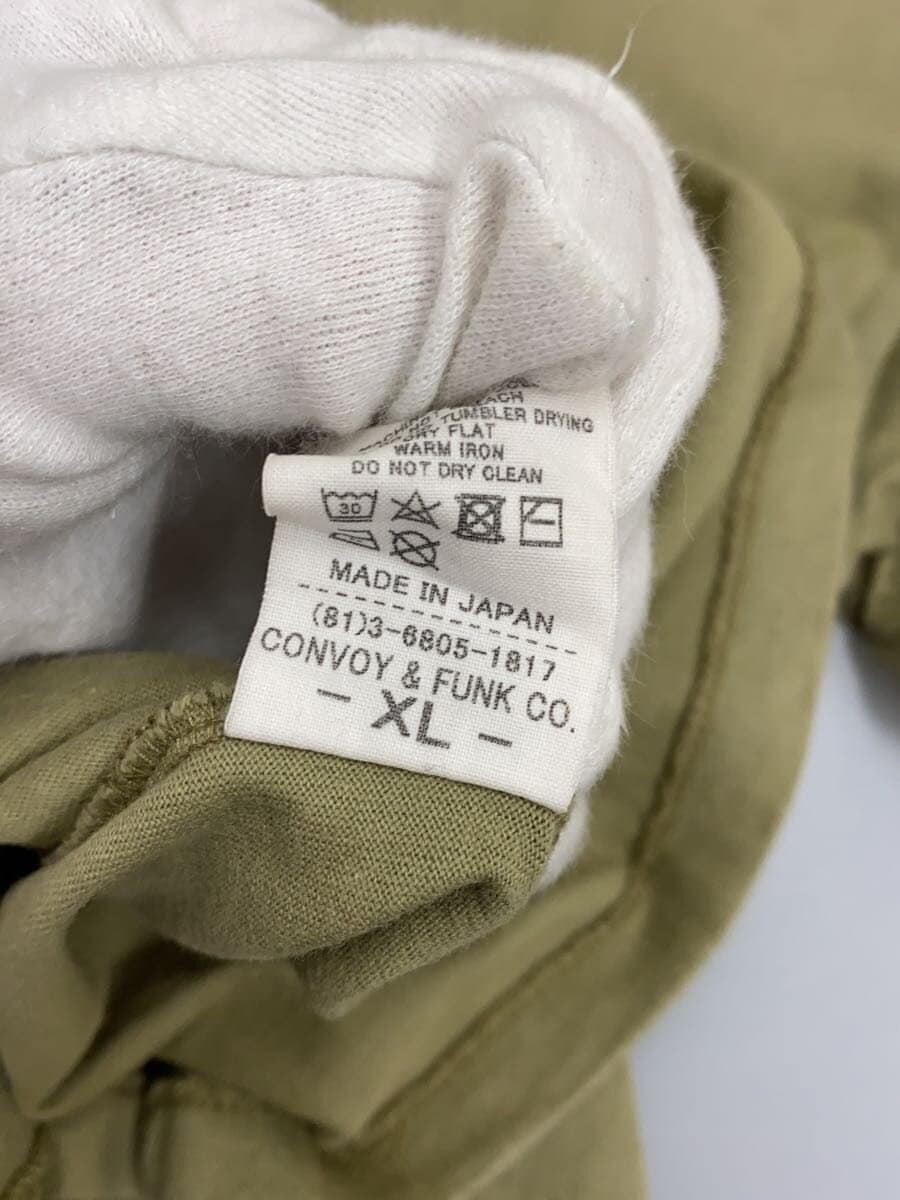 TUMBLER DRYING
FLAT
WARM IRON
DO NOT DRY CLEAN
30
MADE IN JAPAN
(81)3-6805-1817
CONVOY & FUNK CO.
- XL -